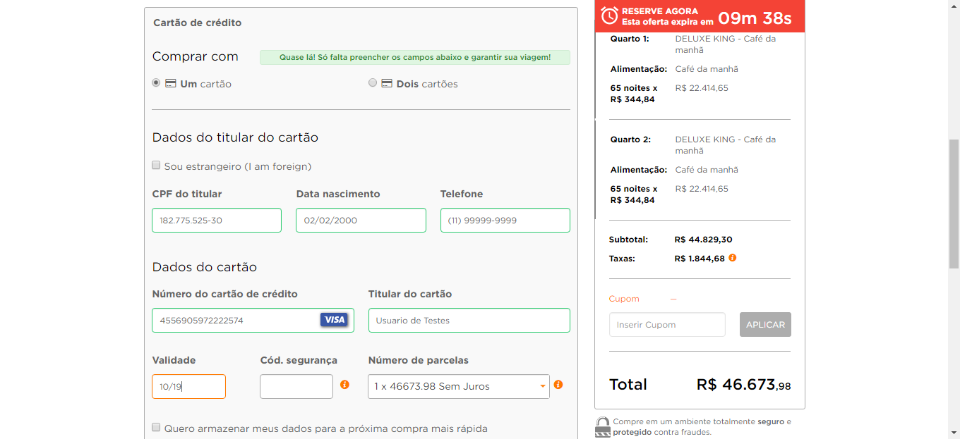 Cartão de crédito
Comprar com
Quase lá! Só falta preencher os campos abaixo e garantir sua viagem!
Um cartão
Dois cartões
Dados do titular do cartão
Sou estrangeiro (I am foreign)
CPF do titular
Data nascimento
Telefone
182.775.525-30
02/02/2000
(11) 99999-9999
Dados do cartão
Número do cartão de crédito
Titular do cartão
4556905972222574
VISA
Usuario de Testes
Validade
Cód. segurança
Número de parcelas
10/19
1 x 46673.98 Sem Juros
Quero armazenar meus dados para a próxima compra mais rápida
RESERVE AGORA
Esta oferta expira em 09m 38s
Quarto 1:
DELUXE KING - Café da
manhã
Alimentação:
Café da manhã
65 noites x
R$ 344,84
R$ 22.414,65
Quarto 2:
DELUXE KING - Café da
manhã
Alimentação:
Café da manhã
65 noites x
R$ 344,84
R$ 22.414,65
Subtotal:
R$ 44.829,30
Taxas:
R$ 1.844,68
Cupom
—
Inserir Cupom
APLICAR
Total
R$ 46.673,98
Compre em um ambiente totalmente seguro e
protegido contra fraudes.